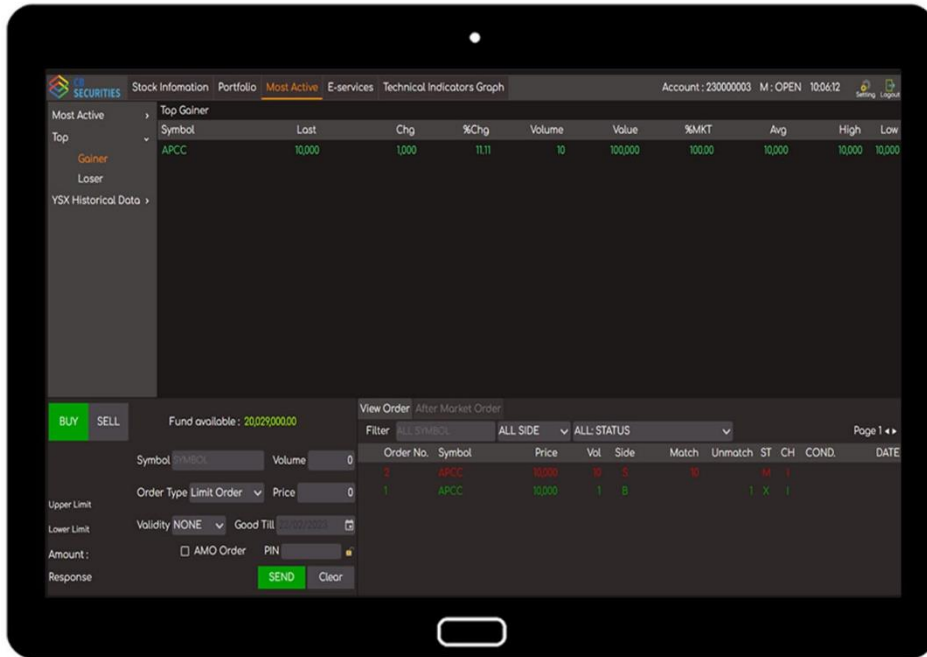 CB SECURITIES
Stock Infomation Portfolio Most Active E-services Technical Indicators Graph Account : 230000003 M : OPEN 10:06:12 Setting Logout
Most Active
Top
Gainer
Loser
YSX Historical Data
Top Gainer
Symbol Last Chg %Chg Volume Value %MKT Avg High Low
APCC 10,000 1,000 11.11 10 100,000 100.00 10,000 10,000 10,000
BUY SELL Fund available : 20,029,000.00
Symbol SYMBOL Volume 0
Order Type Limit Order Price 0
Upper Limit
Lower Limit
Validity NONE Good Till 22/02/2023
Amount :
AMO Order PIN
Response
SEND Clear
View Order After Market Order
Filter ALL SYMBOL ALL SIDE ALL: STATUS Page 1
Order No. Symbol Price Vol Side Match Unmatch ST CH COND. DATE
2 APCC 10,000 10 S 10 M I
1 APCC 10,000 1 B 1 X I